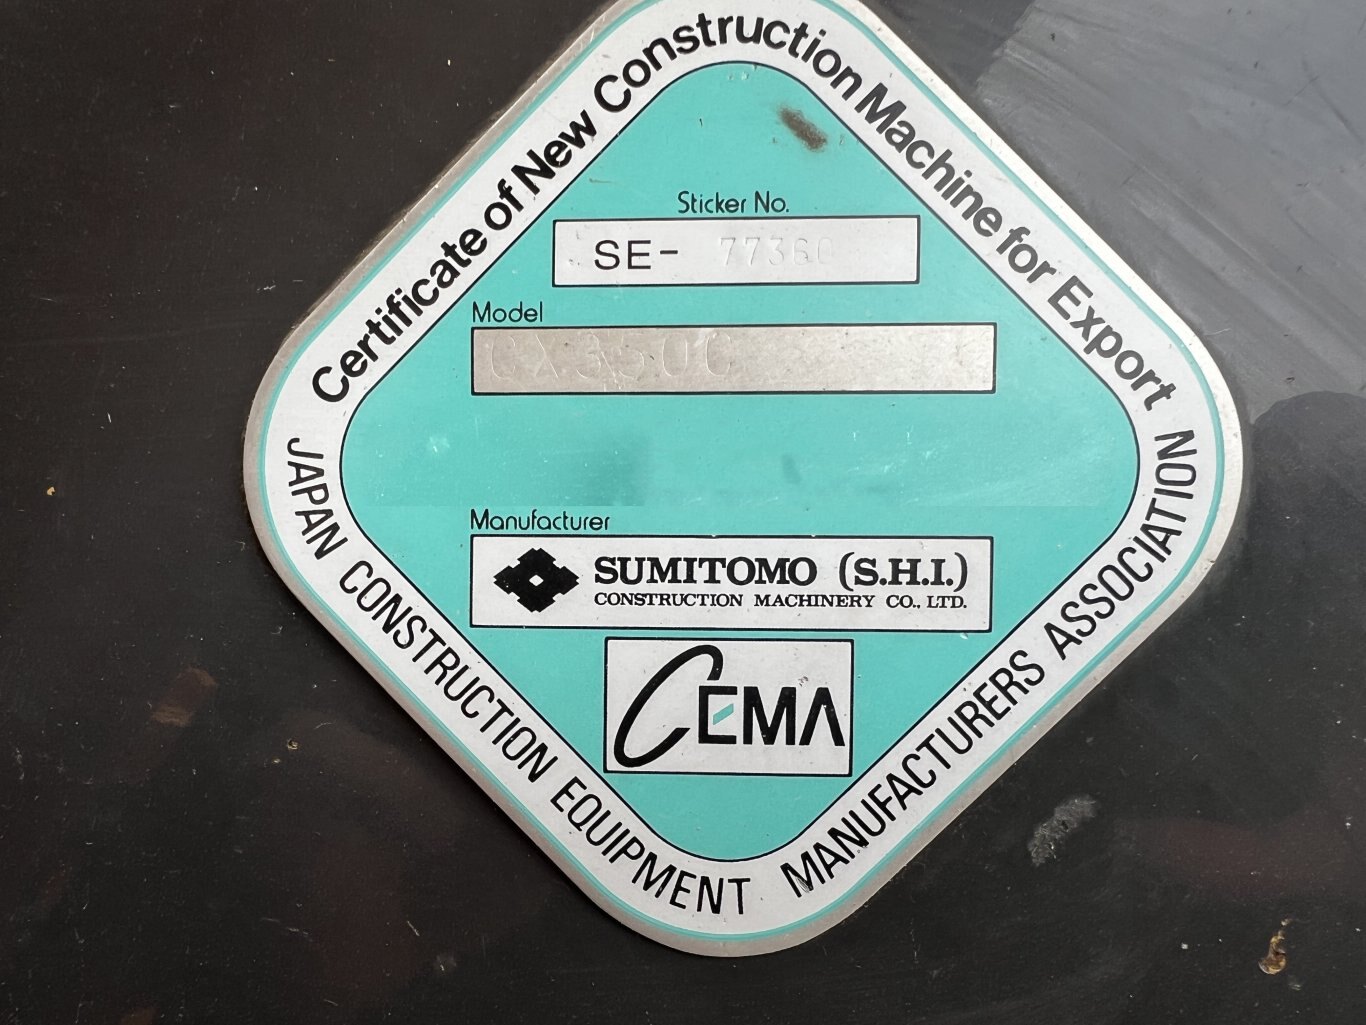 Certificate of New Construction Machine for Export
Sticker No.
SE- 77360
Model
CX350C
Manufacturer
SUMITOMO (S.H.I.)
CONSTRUCTION MACHINERY CO., LTD.
CEMA
JAPAN CONSTRUCTION EQUIPMENT MANUFACTURERS ASSOCIATION